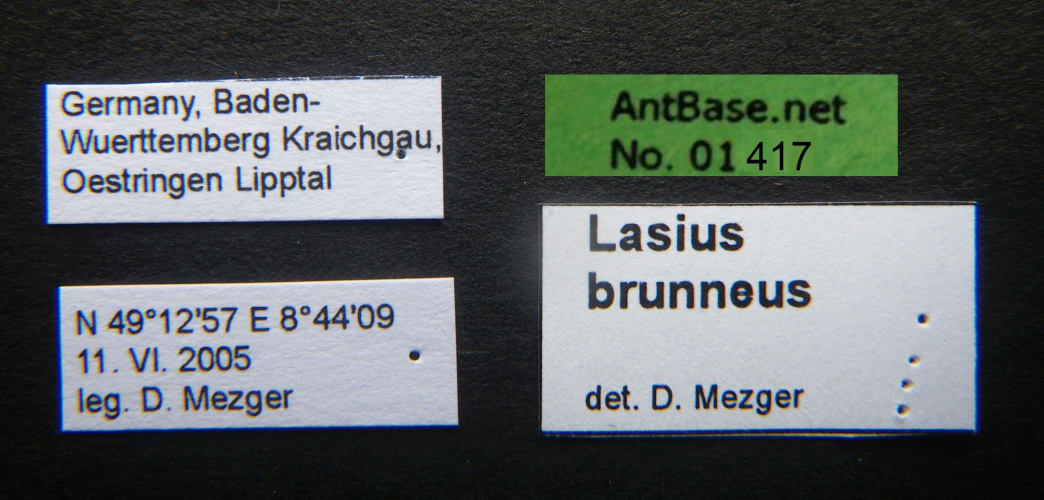 Germany, Baden-
Wuerttemberg Kraichgau,
Oestringen Lipptal
N 49°12'57 E 8°44'09
11. VI. 2005
leg. D. Mezger
AntBase.net
No. 01 417
Lasius
brunneus
det. D. Mezger